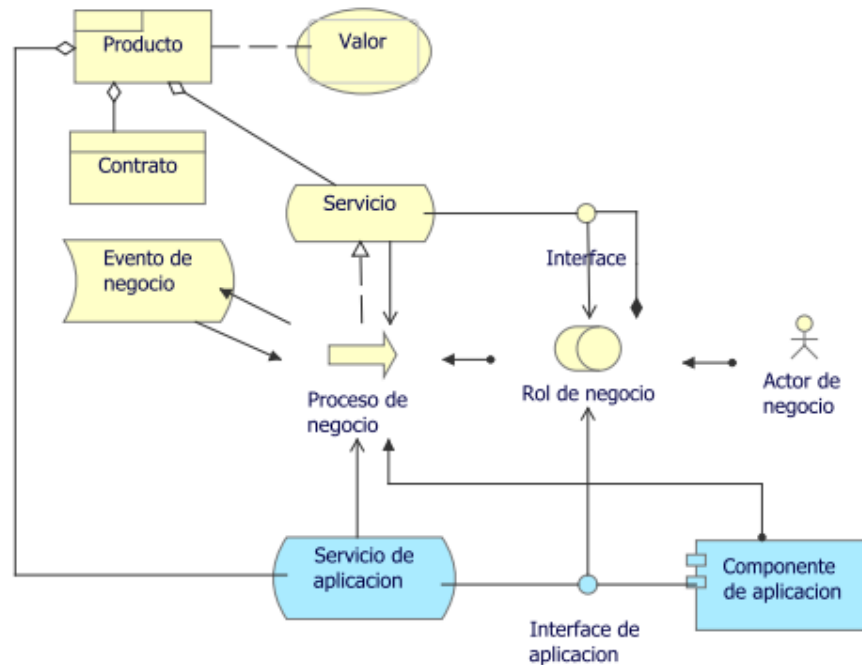 Producto
Valor
Contrato
Servicio
Evento de
negocio
Interface
Proceso de
negocio
Rol de negocio
Actor de
negocio
Servicio de
aplicacion
Componente
de aplicacion
Interface de
aplicacion